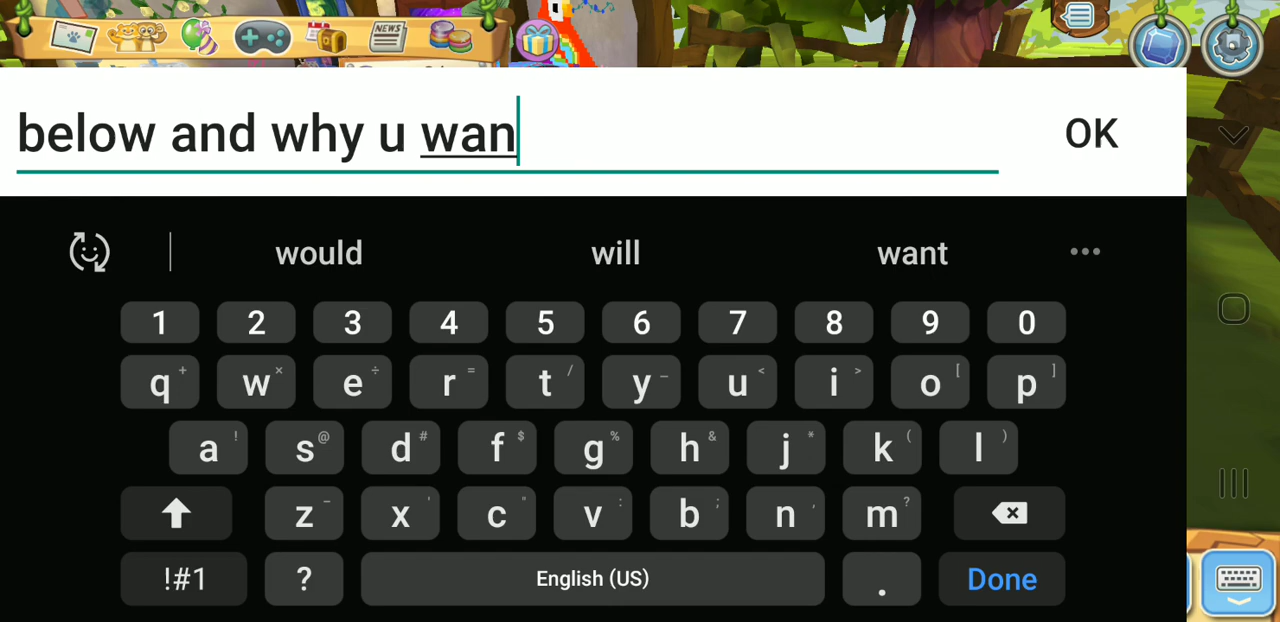 NEWS
below and why u wan
OK
would will want
1 2 3 4 5 6 7 8 9 0
q + w × e ÷ r = t / y _ u < i > o [ p ]
a ! s @ d # f $ g % h & j * k ( l )
z - x ' c " v : b ; n , m ?
!#1 ? English (US) . Done